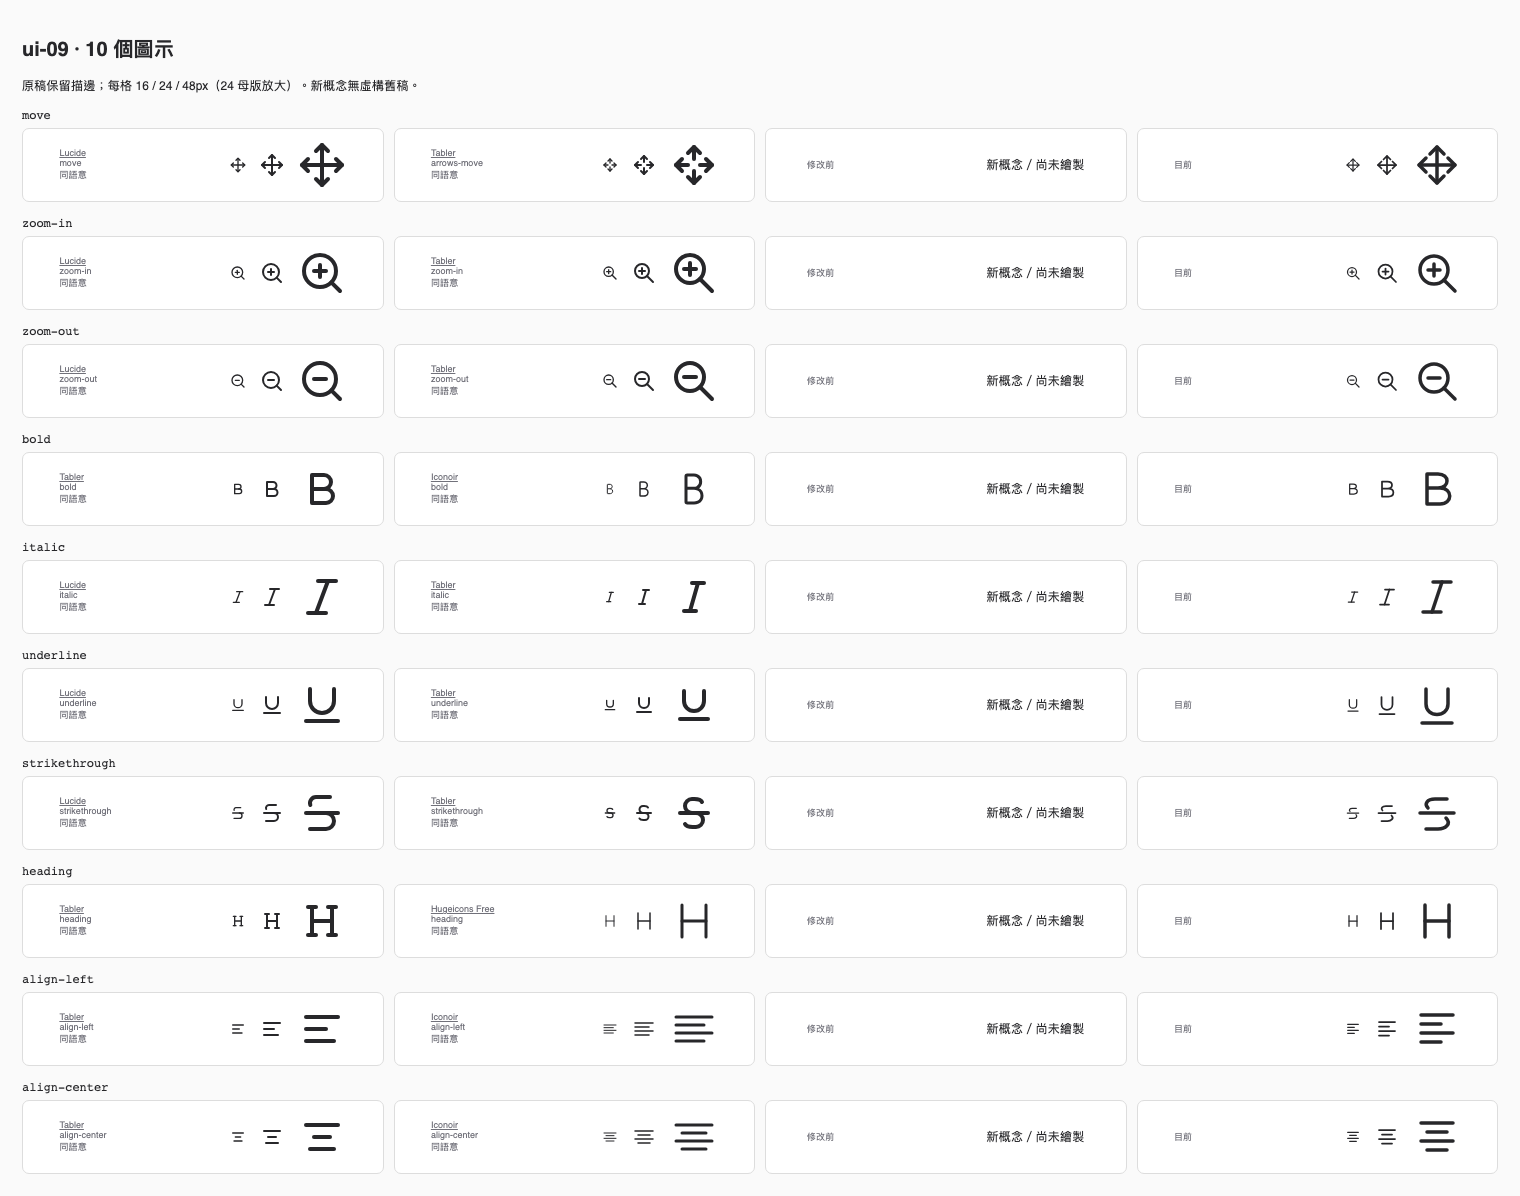 ui-09 · 10 個圖示
原稿保留描邊；每格 16 / 24 / 48px（24 母版放大）。新概念無虛構舊稿。
move
Lucide
move
同語意
Tabler
arrows-move
同語意
修改前
新概念 / 尚未繪製
目前
zoom-in
Lucide
zoom-in
同語意
Tabler
zoom-in
同語意
修改前
新概念 / 尚未繪製
目前
zoom-out
Lucide
zoom-out
同語意
Tabler
zoom-out
同語意
修改前
新概念 / 尚未繪製
目前
bold
Tabler
bold
同語意
Iconoir
bold
同語意
修改前
新概念 / 尚未繪製
目前
italic
Lucide
italic
同語意
Tabler
italic
同語意
修改前
新概念 / 尚未繪製
目前
underline
Lucide
underline
同語意
Tabler
underline
同語意
修改前
新概念 / 尚未繪製
目前
strikethrough
Lucide
strikethrough
同語意
Tabler
strikethrough
同語意
修改前
新概念 / 尚未繪製
目前
heading
Tabler
heading
同語意
Hugeicons Free
heading
同語意
修改前
新概念 / 尚未繪製
目前
align-left
Tabler
align-left
同語意
Iconoir
align-left
同語意
修改前
新概念 / 尚未繪製
目前
align-center
Tabler
align-center
同語意
Iconoir
align-center
同語意
修改前
新概念 / 尚未繪製
目前